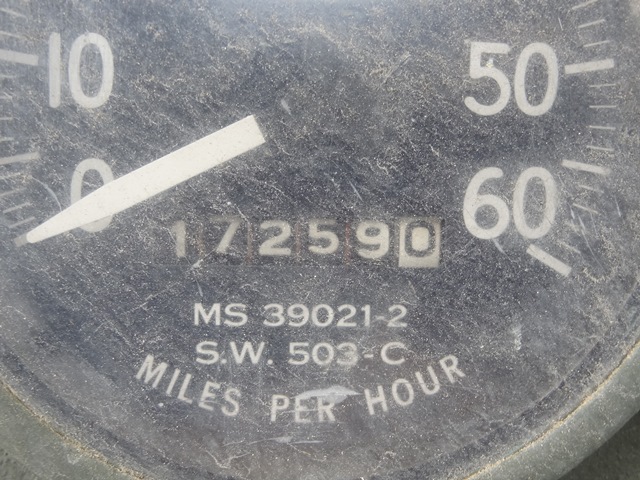 10 50
0 60
172590
MS 39021-2
S.W. 503-C
MILES PER HOUR